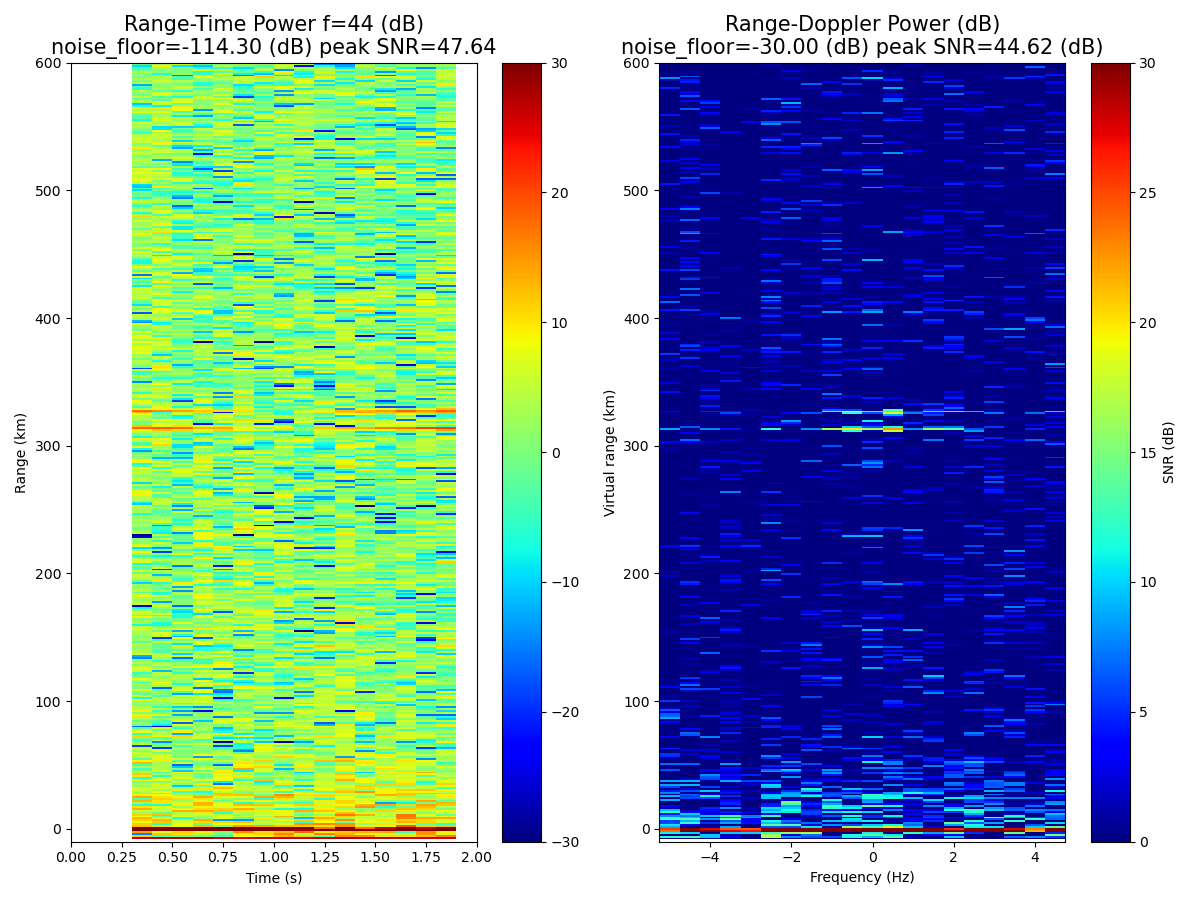 Range-Time Power f=44 (dB)
noise_floor=-114.30 (dB) peak SNR=47.64
600
500
400
300
200
100
0
Range (km)
0.00 0.25 0.50 0.75 1.00 1.25 1.50 1.75 2.00
Time (s)
30
20
10
0
−10
−20
−30
Range-Doppler Power (dB)
noise_floor=-30.00 (dB) peak SNR=44.62 (dB)
600
500
400
300
200
100
0
Virtual range (km)
−4 −2 0 2 4
Frequency (Hz)
30
25
20
15
10
5
0
SNR (dB)